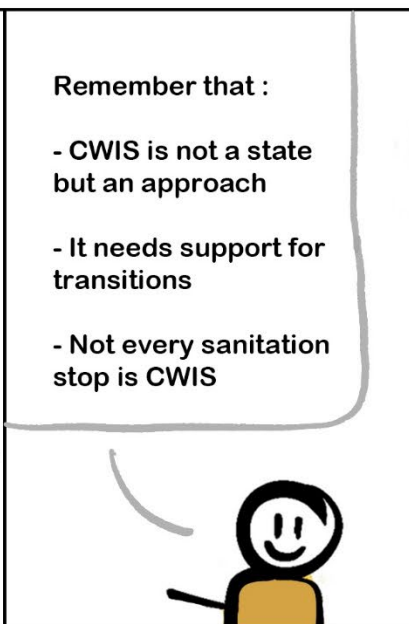 Remember that :
- CWIS is not a state
but an approach
- It needs support for
transitions
- Not every sanitation
stop is CWIS